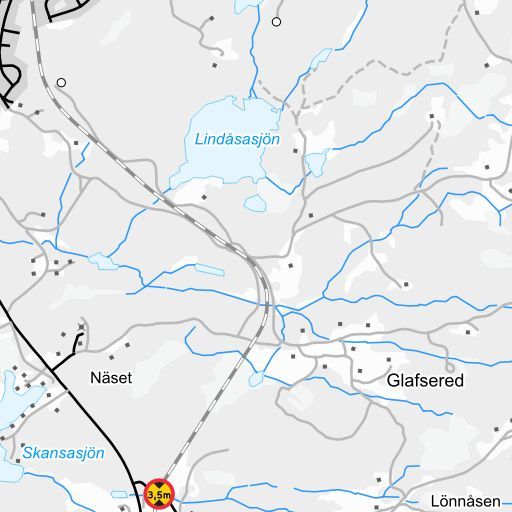 Lindåsasjön
Näset
Glafsered
Skansasjön
3,5m
Lönnåsen